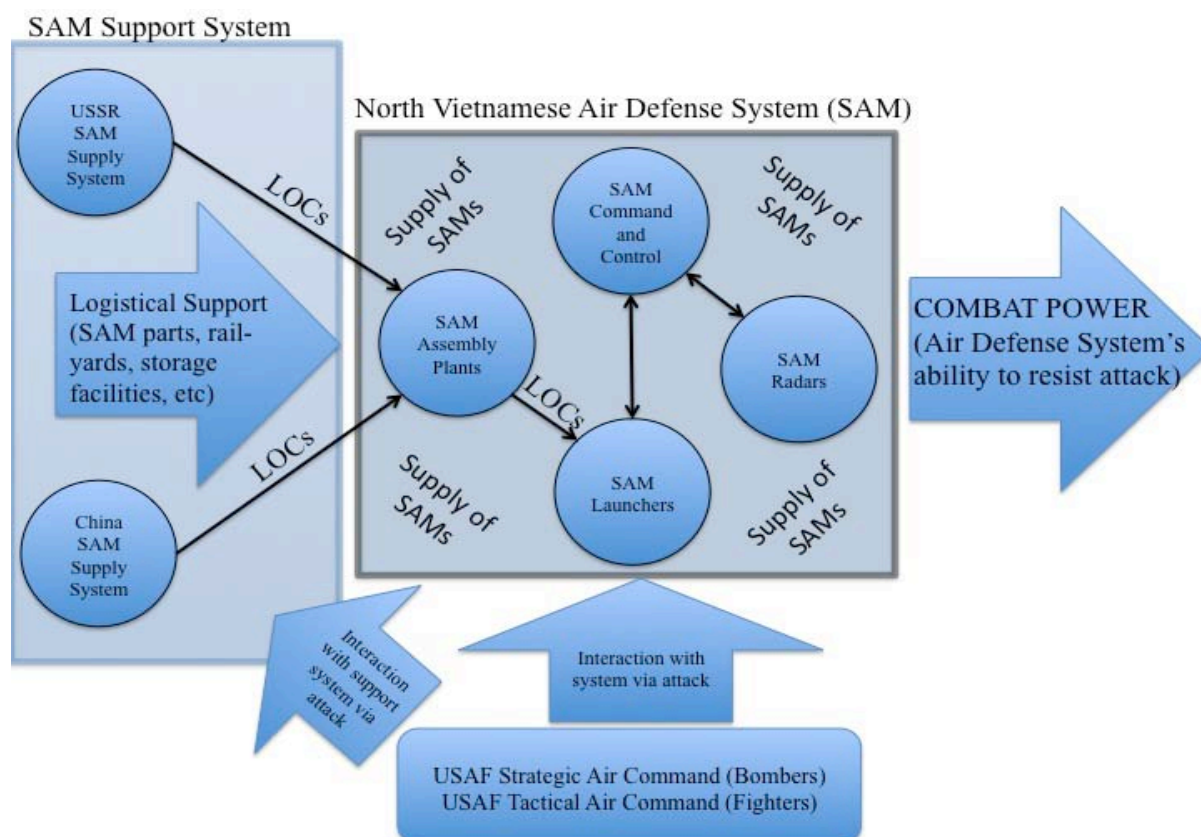 SAM Support System
USSR
SAM
Supply
System
LOCs
Logistical Support
(SAM parts, rail-
yards, storage
facilities, etc)
LOCs
China
SAM
Supply
System
North Vietnamese Air Defense System (SAM)
Supply of
SAMs
SAM
Command
and
Control
Supply of
SAMs
SAM
Assembly
Plants
SAM
Radars
LOCs
Supply of
SAMs
SAM
Launchers
Supply of
SAMs
COMBAT POWER
(Air Defense System’s
ability to resist attack)
Interaction
with support
system via
attack
Interaction with
system via attack
USAF Strategic Air Command (Bombers)
USAF Tactical Air Command (Fighters)